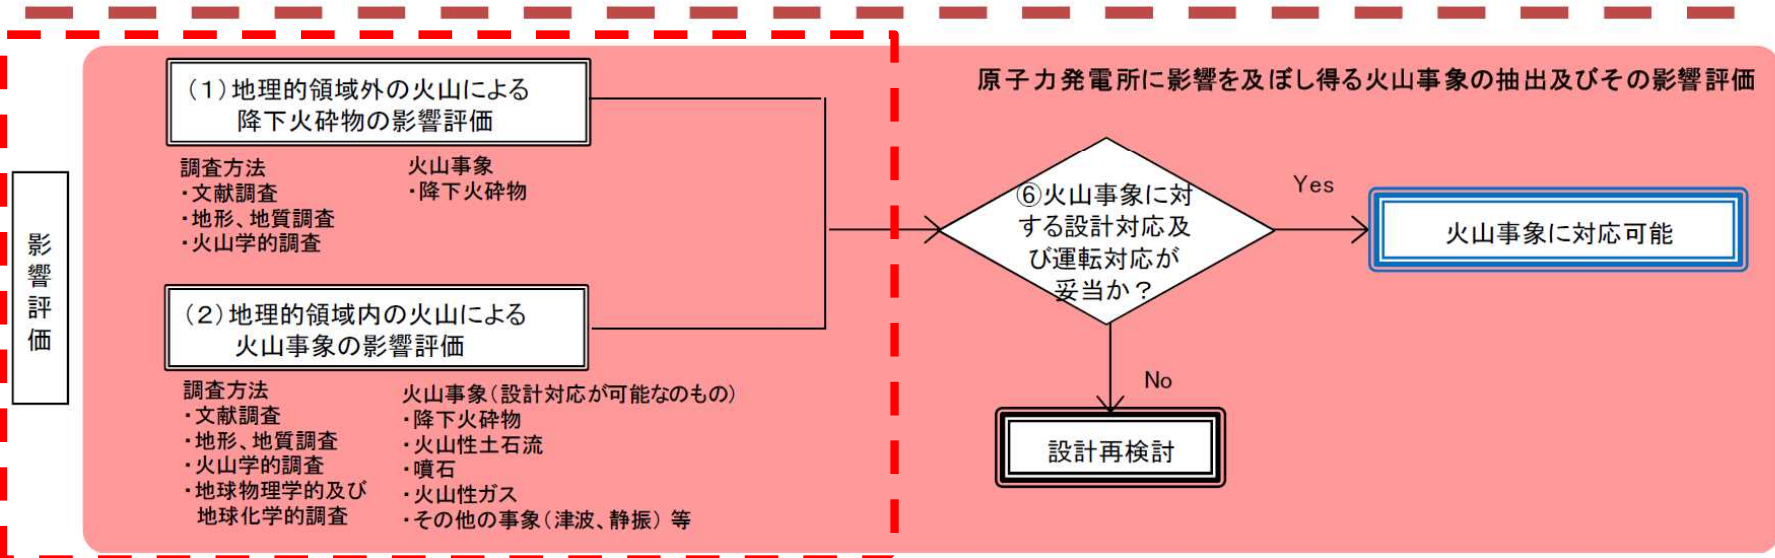 原子力発電所に影響を及ぼし得る火山事象の抽出及びその影響評価
影響評価
（１）地理的領域外の火山による
降下火砕物の影響評価
調査方法
・文献調査
・地形、地質調査
・火山学的調査
火山事象
・降下火砕物
（２）地理的領域内の火山による
火山事象の影響評価
調査方法
・文献調査
・地形、地質調査
・火山学的調査
・地球物理学的及び
地球化学的調査
火山事象（設計対応が可能なのもの）
・降下火砕物
・火山性土石流
・噴石
・火山性ガス
・その他の事象（津波、静振）等
⑥火山事象に対
する設計対応及
び運転対応が
妥当か？
Yes
火山事象に対応可能
No
設計再検討